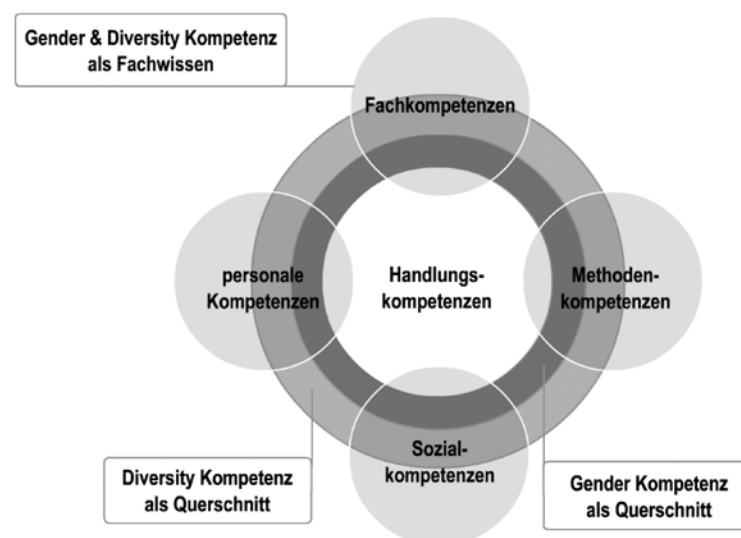 Gender & Diversity Kompetenz
als Fachwissen
Fachkompetenzen
personale
Kompetenzen
Handlungs-
kompetenzen
Methoden-
kompetenzen
Sozial-
kompetenzen
Diversity Kompetenz
als Querschnitt
Gender Kompetenz
als Querschnitt